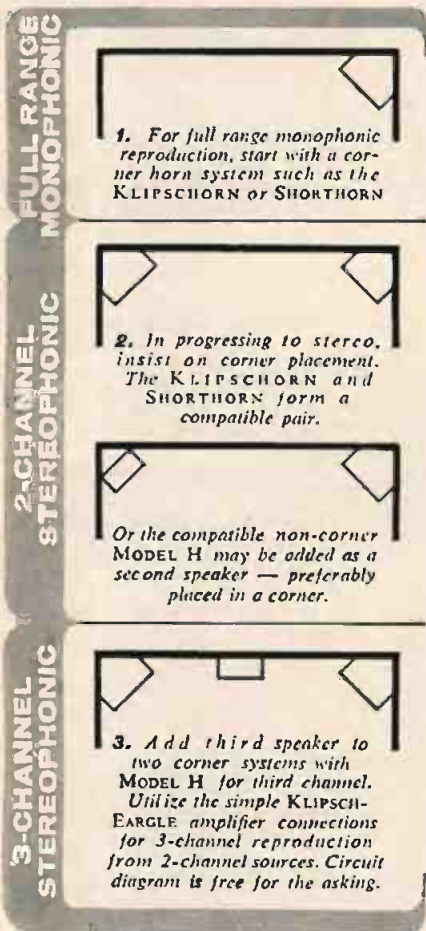 FULL RANGE
MONOPHONIC
1. For full range monophonic
reproduction, start with a cor-
ner horn system such as the
KLIPSCHORN or SHORTHORN
2-CHANNEL
STEREOPHONIC
2. In progressing to stereo,
insist on corner placement.
The KLIPSCHORN and
SHORTHORN form a
compatible pair.
Or the compatible non-corner
MODEL H may be added as a
second speaker — preferably
placed in a corner.
3-CHANNEL
STEREOPHONIC
3. Add third speaker to
two corner systems with
MODEL H for third channel.
Utilize the simple KLIPSCH-
EARGLE amplifier connections
for 3-channel reproduction
from 2-channel sources. Circuit
diagram is free for the asking.